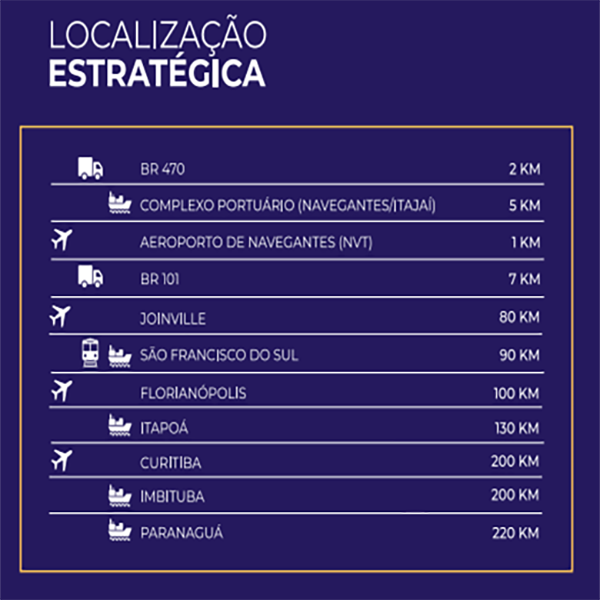 LOCALIZAÇÃO
ESTRATÉGICA
BR 470 2 KM
COMPLEXO PORTUÁRIO (NAVEGANTES/ITAJAÍ) 5 KM
AEROPORTO DE NAVEGANTES (NVT) 1 KM
BR 101 7 KM
JOINVILLE 80 KM
SÃO FRANCISCO DO SUL 90 KM
FLORIANÓPOLIS 100 KM
ITAPOÁ 130 KM
CURITIBA 200 KM
IMBITUBA 200 KM
PARANAGUÁ 220 KM